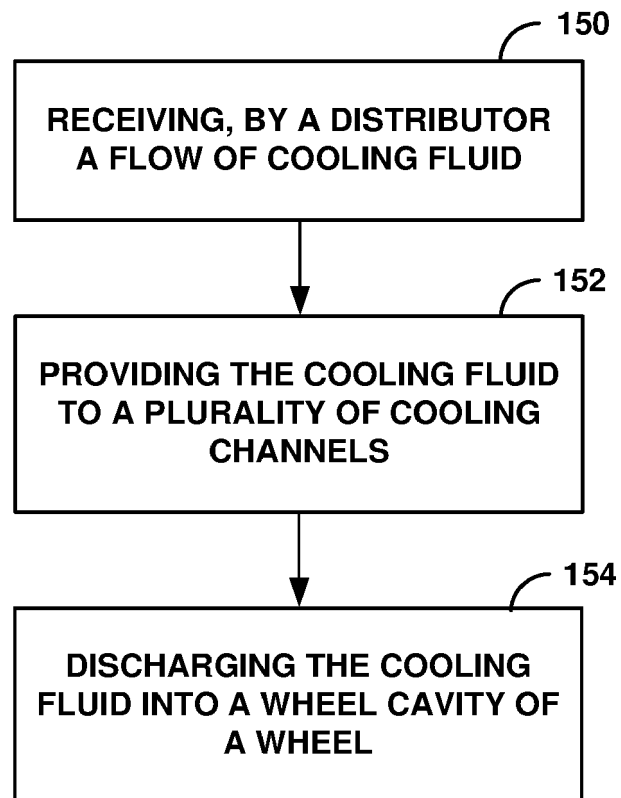 150
RECEIVING, BY A DISTRIBUTOR
A FLOW OF COOLING FLUID
152
PROVIDING THE COOLING FLUID
TO A PLURALITY OF COOLING
CHANNELS
154
DISCHARGING THE COOLING
FLUID INTO A WHEEL CAVITY OF
A WHEEL